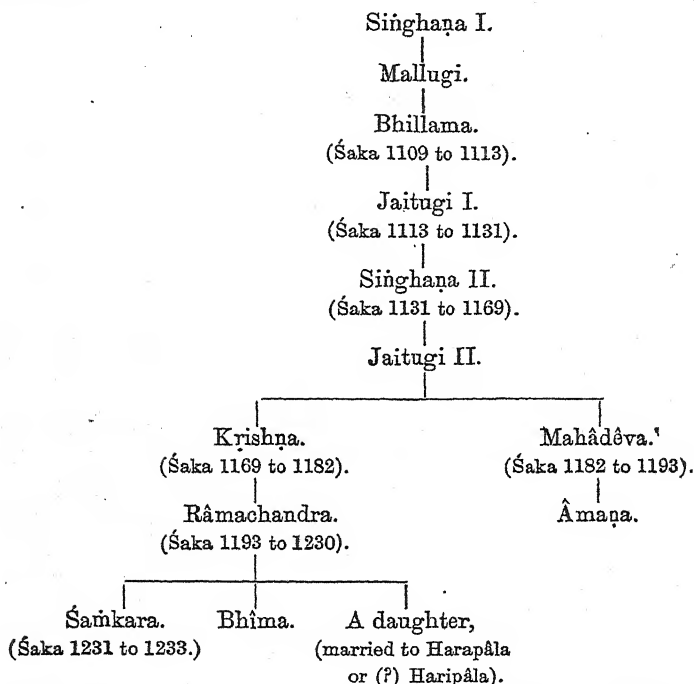 Siṅghaṇa I.
Mallugi.
Bhillama.
(Śaka 1109 to 1113).
Jaitugi I.
(Śaka 1113 to 1131).
Siṅghaṇa II.
(Śaka 1131 to 1169).
Jaitugi II.
Kṛishṇa. Mahâdêva.
(Śaka 1169 to 1182). (Śaka 1182 to 1193).
Râmachandra. Âmaṇa.
(Śaka 1193 to 1230).
Śaṁkara. Bhîma. A daughter,
(Śaka 1231 to 1233.) (married to Harapâla
or (?) Haripâla).